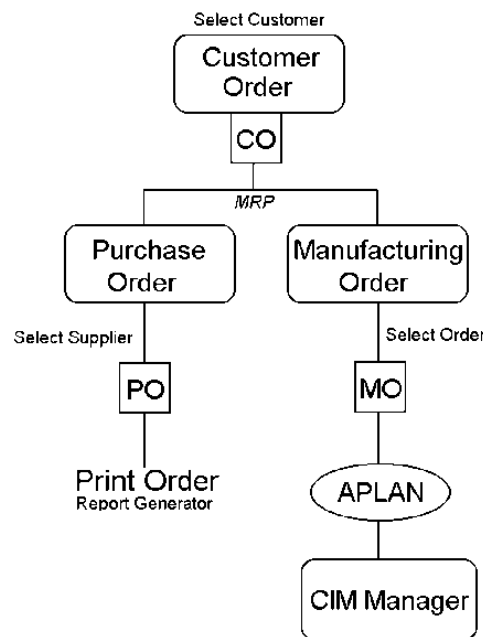 Select Customer
Customer
Order
CO
MRP
Purchase
Order
Manufacturing
Order
Select Supplier
Select Order
PO
MO
Print Order
Report Generator
APLAN
CIM Manager